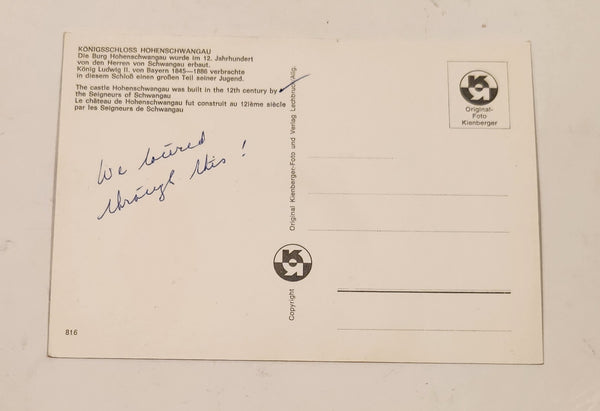 KÖNIGSSCHLOSS HOHENSCHWANGAU
Die Burg Hohenschwangau wurde im 12. Jahrhundert
von den Herren von Schwangau erbaut.
König Ludwig II. von Bayern 1845—1886 verbrachte
in diesem Schloß einen großen Teil seiner Jugend.
The castle Hohenschwangau was built in the 12th century by
the Seigneurs of Schwangau
Le château de Hohenschwangau fut construit au 12ième siècle
par les Seigneurs de Schwangau
We toured
through this!
816
Copyright
Original Kienberger-Foto und Verlag Lechbruck/Allg.
Original-
Foto
Kienberger